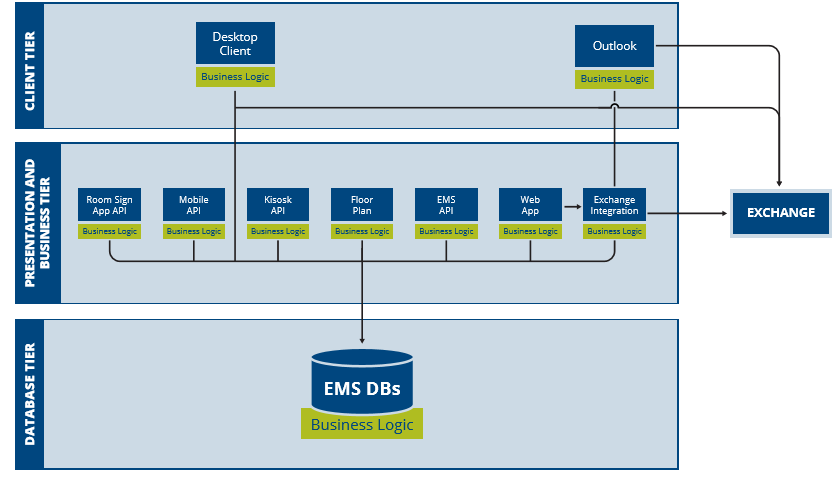 CLIENT TIER
Desktop
Client
Business Logic
Outlook
Business Logic
PRESENTATION AND
BUSINESS TIER
Room Sign
App API
Business Logic
Mobile
API
Business Logic
Kisosk
API
Business Logic
Floor
Plan
Business Logic
EMS
API
Business Logic
Web
App
Business Logic
Exchange
Integration
Business Logic
EXCHANGE
DATABASE TIER
EMS DBs
Business Logic